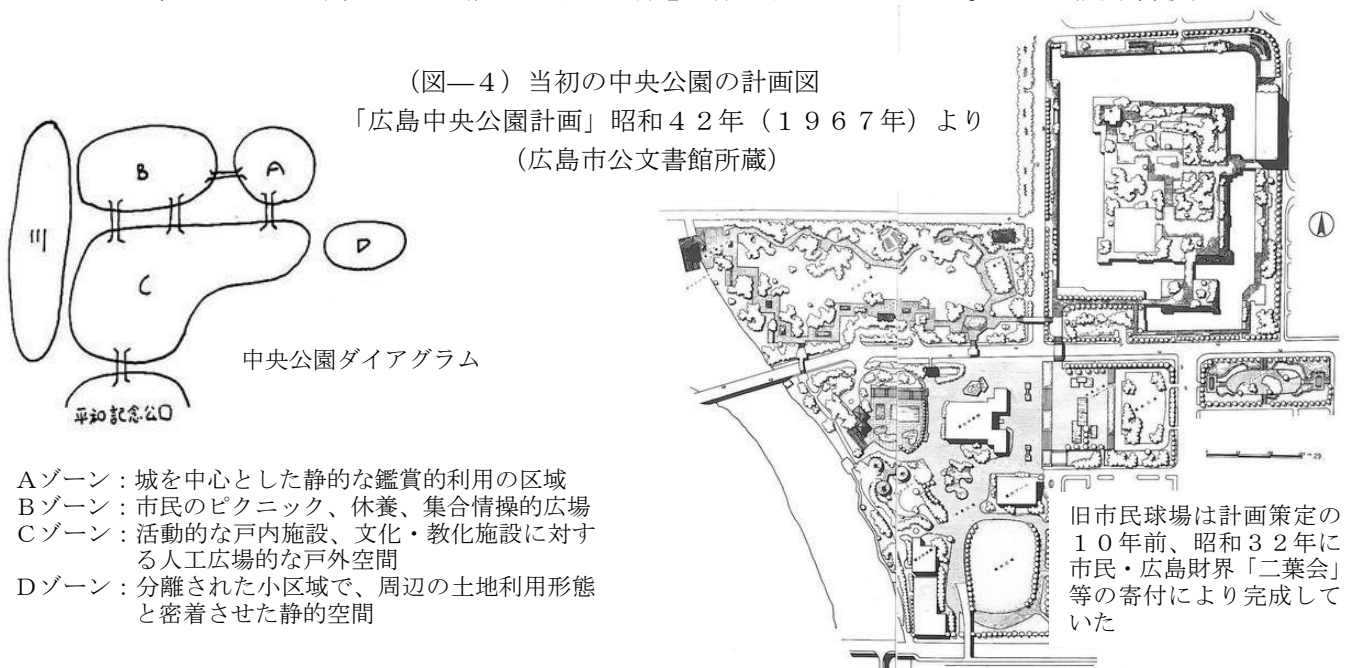 (図―４) 当初の中央公園の計画図
「広島中央公園計画」昭和４２年（１９６７年）より
（広島市公文書館所蔵）
B
A
川
D
C
中央公園ダイアグラム
平和記念公園
Aゾーン：城を中心とした静的な鑑賞的利用の区域
Bゾーン：市民のピクニック、休養、集合情操的広場
Cゾーン：活動的な戸内施設、文化・教化施設に対す
る人工広場的な戸外空間
Dゾーン：分離された小区域で、周辺の土地利用形態
と密着させた静的空間
旧市民球場は計画策定の
１０年前、昭和３２年に
市民・広島財界「二葉会」
等の寄付により完成して
いた